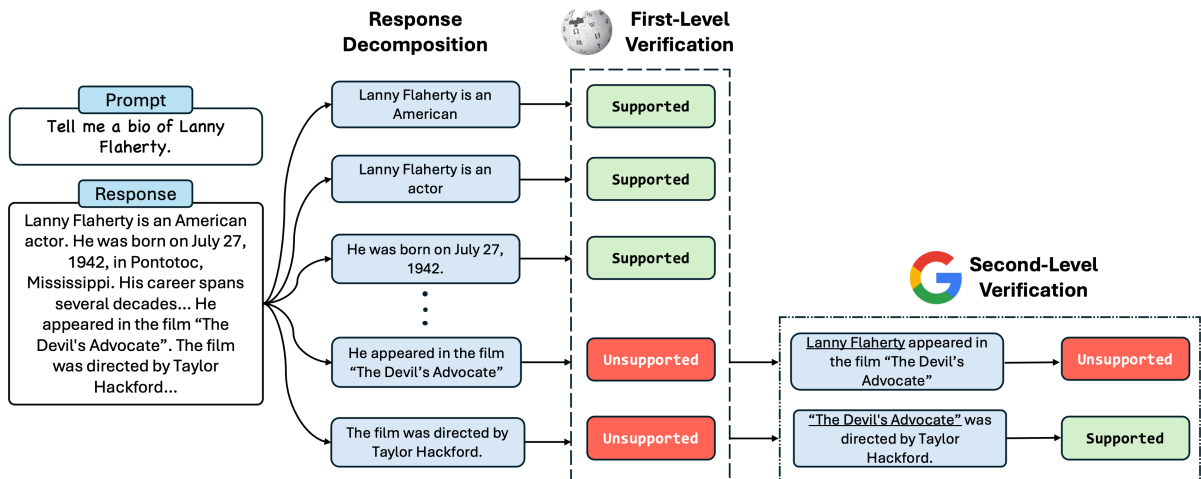 Response
Decomposition
First-Level
Verification
Prompt
Tell me a bio of Lanny
Flaherty.
Response
Lanny Flaherty is an American
actor. He was born on July 27,
1942, in Pontotoc,
Mississippi. His career spans
several decades... He
appeared in the film “The
Devil's Advocate”. The film
was directed by Taylor
Hackford...
Lanny Flaherty is an
American
Supported
Lanny Flaherty is an
actor
Supported
He was born on July 27,
1942.
Supported
He appeared in the film
“The Devil’s Advocate”
Unsupported
The film was directed by
Taylor Hackford.
Unsupported
Second-Level
Verification
Lanny Flaherty appeared in
the film “The Devil’s
Advocate”
Unsupported
“The Devil's Advocate” was
directed by Taylor
Hackford.
Supported